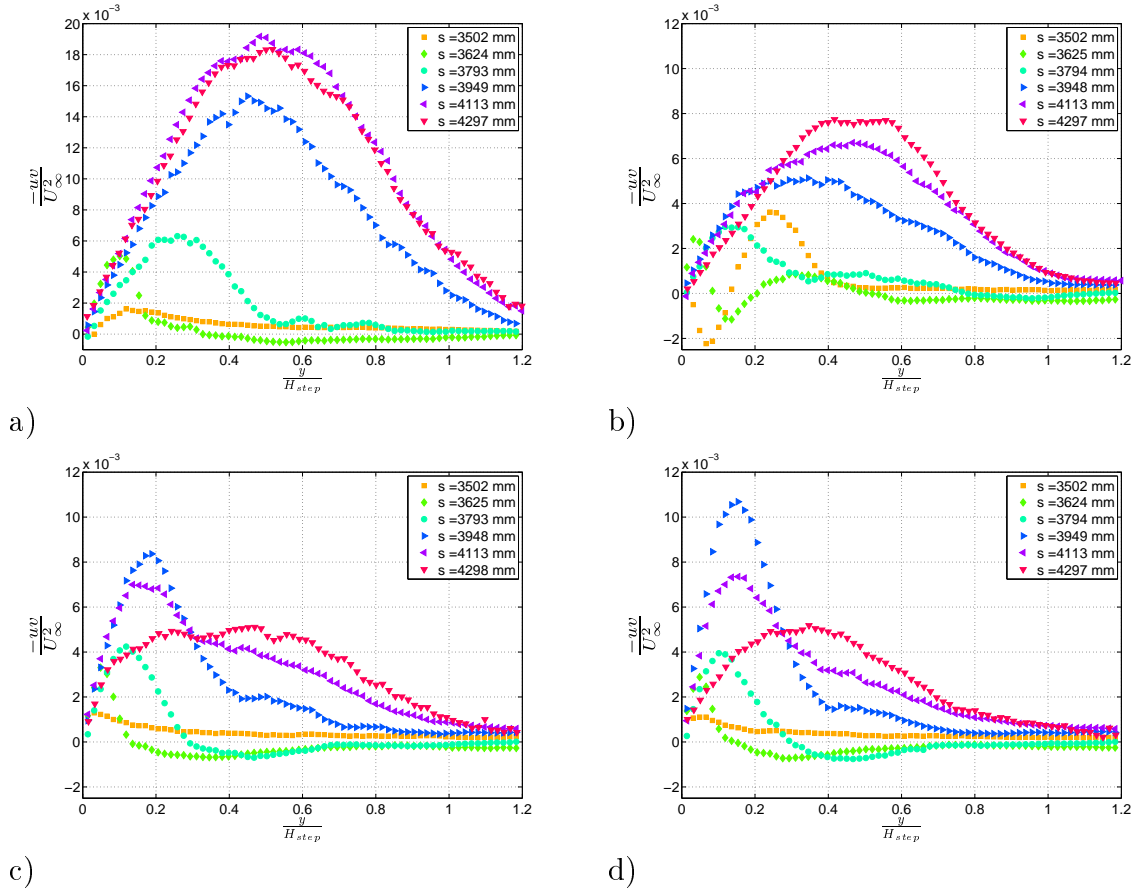 x 10⁻³
20
18
16
14
12
10
8
6
4
2
0
−uv
U²∞
0 0.2 0.4 0.6 0.8 1 1.2
y
Hstep
s =3502 mm
s =3624 mm
s =3793 mm
s =3949 mm
s =4113 mm
s =4297 mm
a)
x 10⁻³
12
10
8
6
4
2
0
−2
−uv
U²∞
0 0.2 0.4 0.6 0.8 1 1.2
y
Hstep
s =3502 mm
s =3625 mm
s =3794 mm
s =3948 mm
s =4113 mm
s =4297 mm
b)
x 10⁻³
12
10
8
6
4
2
0
−2
−uv
U²∞
0 0.2 0.4 0.6 0.8 1 1.2
y
Hstep
s =3502 mm
s =3625 mm
s =3793 mm
s =3948 mm
s =4113 mm
s =4298 mm
c)
x 10⁻³
12
10
8
6
4
2
0
−2
−uv
U²∞
0 0.2 0.4 0.6 0.8 1 1.2
y
Hstep
s =3502 mm
s =3624 mm
s =3794 mm
s =3949 mm
s =4113 mm
s =4297 mm
d)